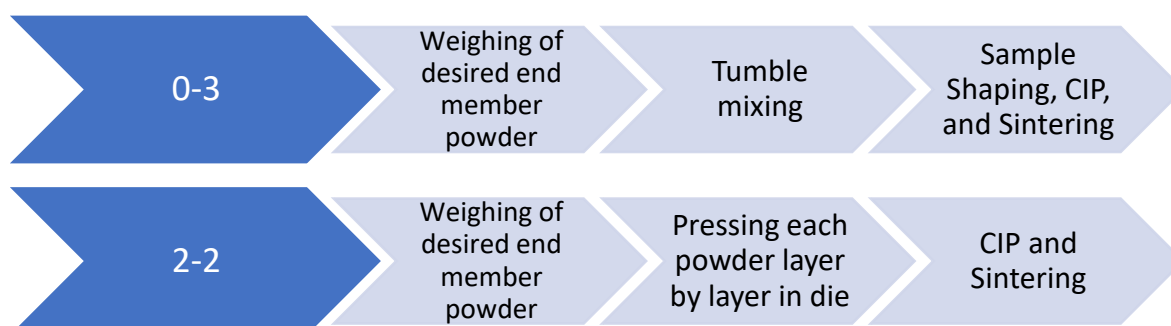 0-3
Weighing of
desired end
member
powder
Tumble
mixing
Sample
Shaping, CIP,
and Sintering
2-2
Weighing of
desired end
member
powder
Pressing each
powder layer
by layer in die
CIP and
Sintering